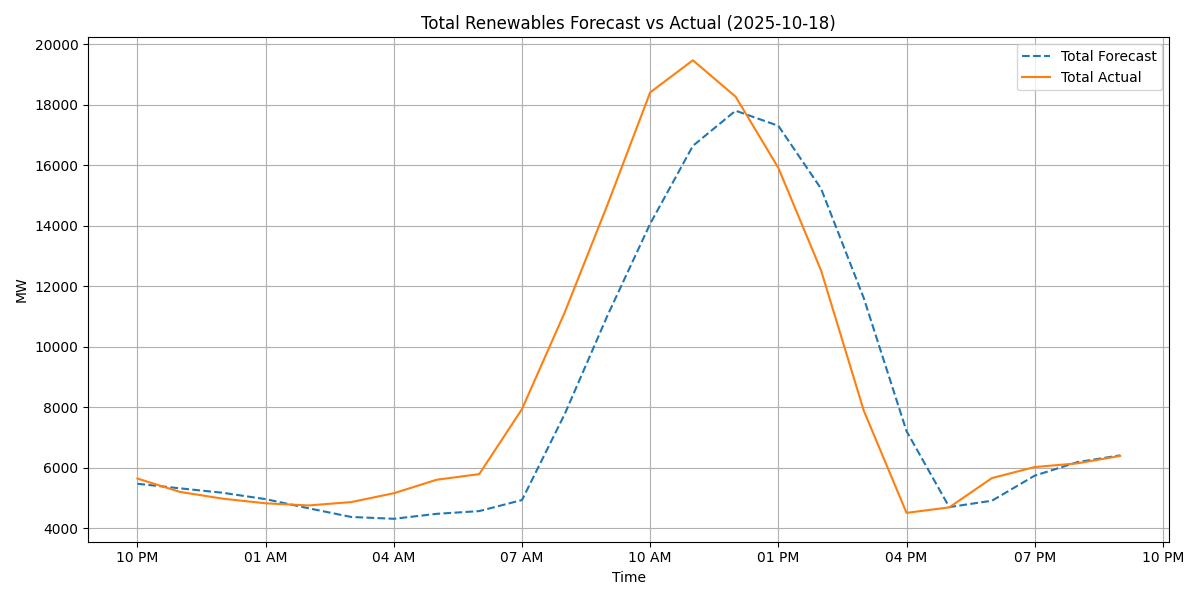 Total Renewables Forecast vs Actual (2025-10-18)
Total Forecast
Total Actual
20000
18000
16000
14000
12000
10000
8000
6000
4000
MW
10 PM
01 AM
04 AM
07 AM
10 AM
01 PM
04 PM
07 PM
10 PM
Time